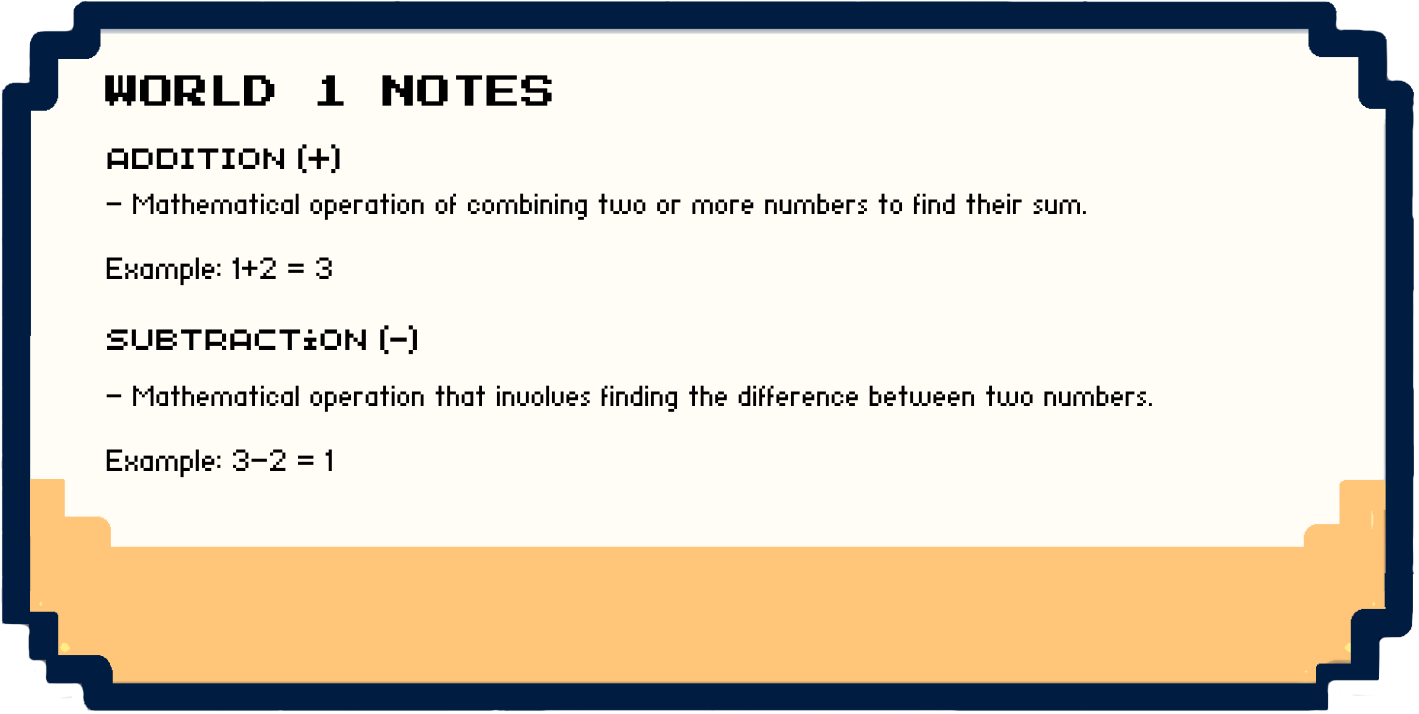 WORLD 1 NOTES
ADDITION (+)
- Mathematical operation of combining two or more numbers to find their sum.
Example: 1+2 = 3
SUBTRACTiON (-)
- Mathematical operation that involves finding the difference between two numbers.
Example: 3-2 = 1